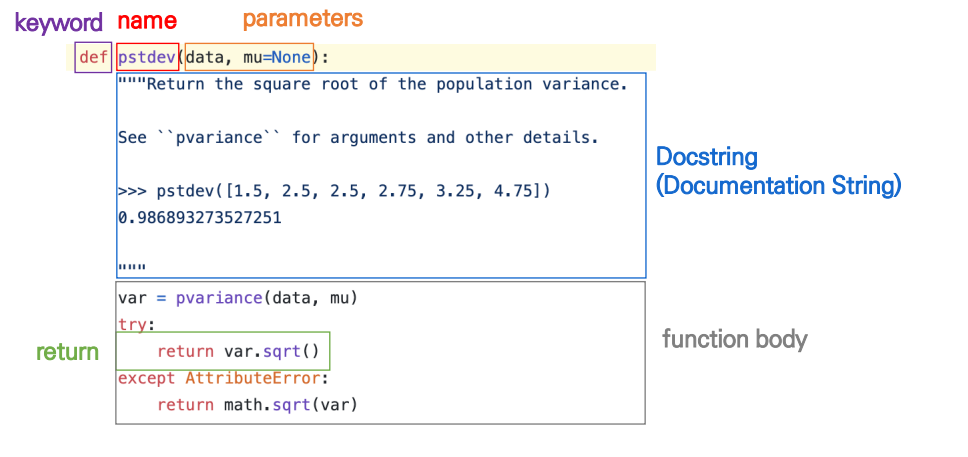 keyword name parameters
def pstdev(data, mu=None):
"""Return the square root of the population variance.
See ``pvariance`` for arguments and other details.
>>> pstdev([1.5, 2.5, 2.5, 2.75, 3.25, 4.75])
0.986893273527251
"""
Docstring
(Documentation String)
var = pvariance(data, mu)
try:
return var.sqrt()
except AttributeError:
return math.sqrt(var)
return
function body